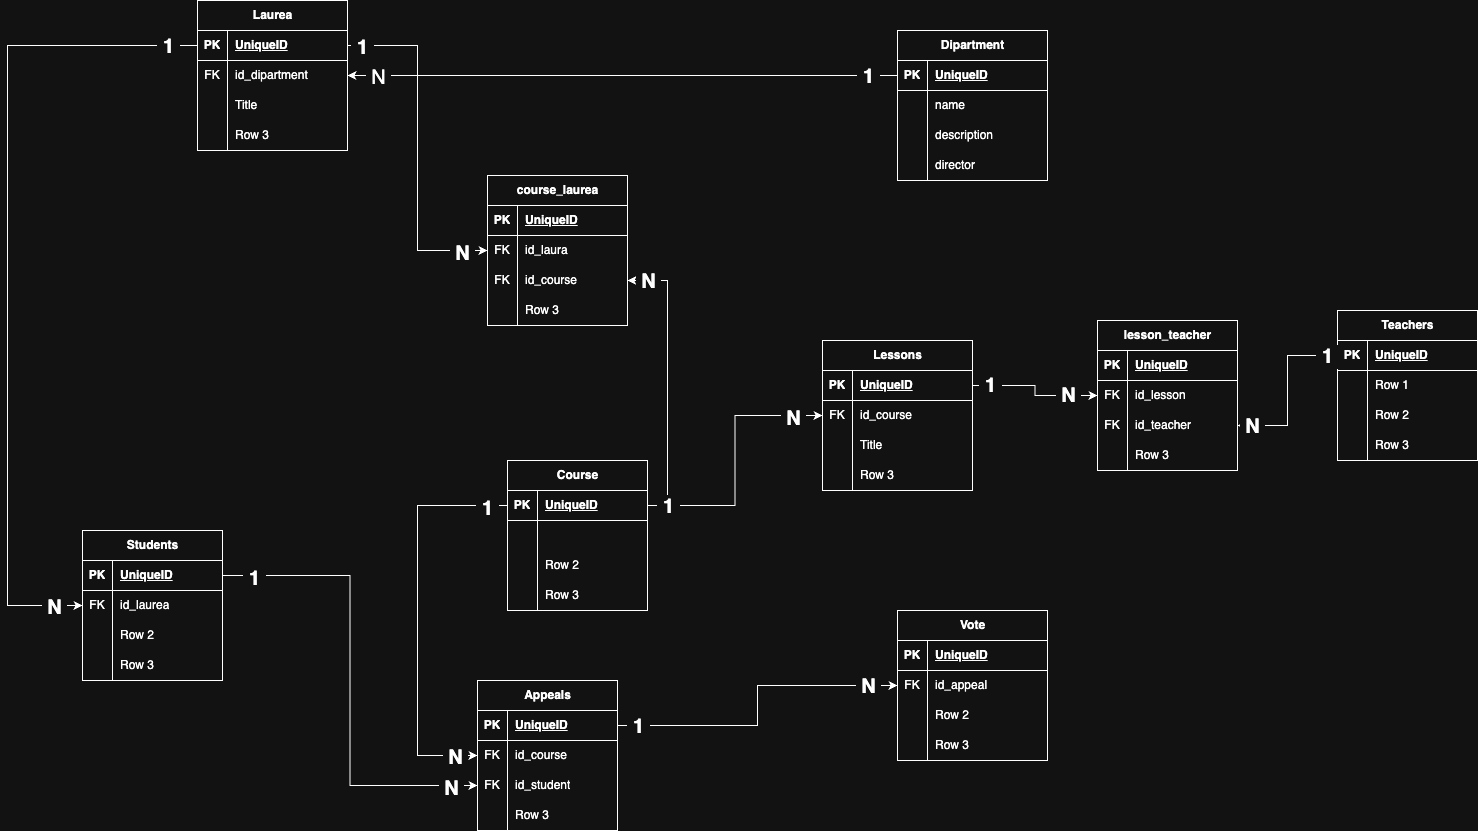 Laurea
PK UniqueID
FK id_dipartment
Title
Row 3
1
1
N
1
Dipartment
PK UniqueID
name
description
director
course_laurea
PK UniqueID
FK id_laura
FK id_course
Row 3
N
N
Lessons
PK UniqueID
FK id_course
Title
Row 3
1
N
N
lesson_teacher
PK UniqueID
FK id_lesson
FK id_teacher
Row 3
N
1
Teachers
PK UniqueID
Row 1
Row 2
Row 3
Course
PK UniqueID
Row 2
Row 3
1
1
Students
PK UniqueID
FK id_laurea
Row 2
Row 3
N
1
Appeals
PK UniqueID
FK id_course
FK id_student
Row 3
N
N
1
N
Vote
PK UniqueID
FK id_appeal
Row 2
Row 3